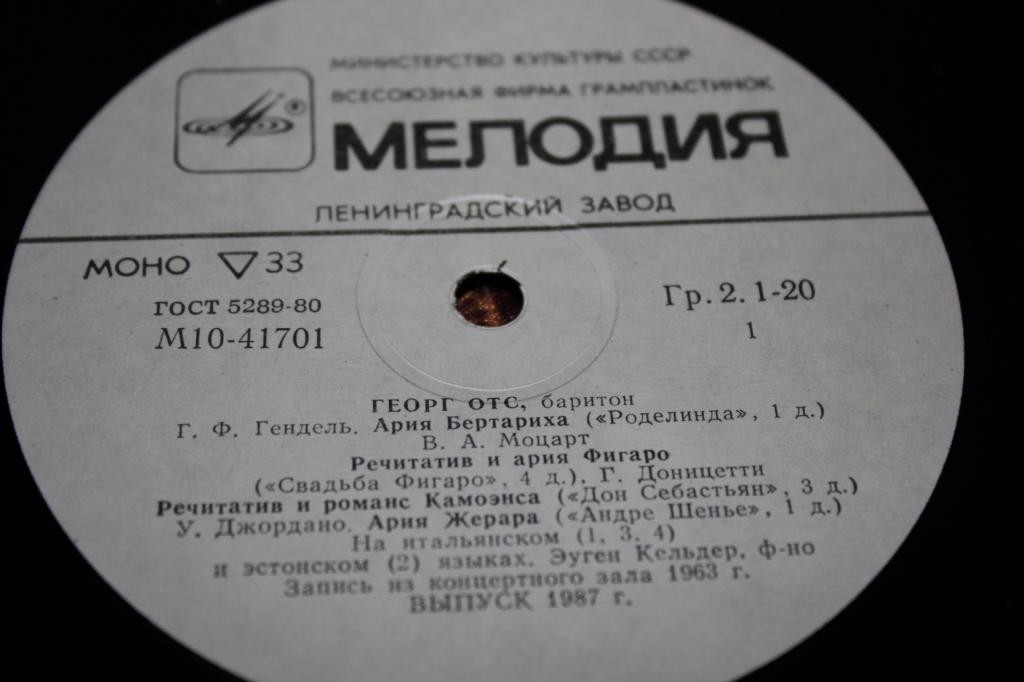 МИНИСТЕРСТВО КУЛЬТУРЫ СССР
ВСЕСОЮЗНАЯ ФИРМА ГРАМПЛАСТИНОК
МЕЛОДИЯ
ЛЕНИНГРАДСКИЙ ЗАВОД
МОНО ▽ 33
ГОСТ 5289-80
М10-41701
Гр. 2. 1-20
1
ГЕОРГ ОТС, баритон
Г. Ф. Гендель. Ария Бертариха («Роделинда», 1 д.)
В. А. Моцарт
Речитатив и ария Фигаро
(«Свадьба Фигаро», 4 д.), Г. Доницетти
Речитатив и романс Камоэнса («Дон Себастьян», 3 д.)
У. Джордано. Ария Жерара («Андре Шенье», 1 д.)
На итальянском (1, 3, 4)
и эстонском (2) языках. Эуген Кельдер, ф-но
Запись из концертного зала 1963 г.
ВЫПУСК 1987 г.